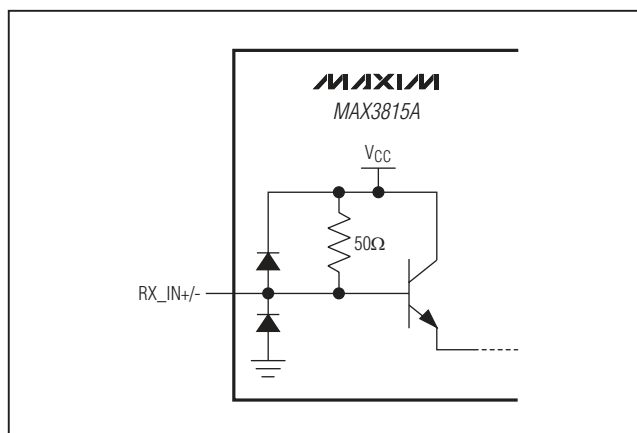 MAXIM
MAX3815A
VCC
50Ω
RX_IN+/-